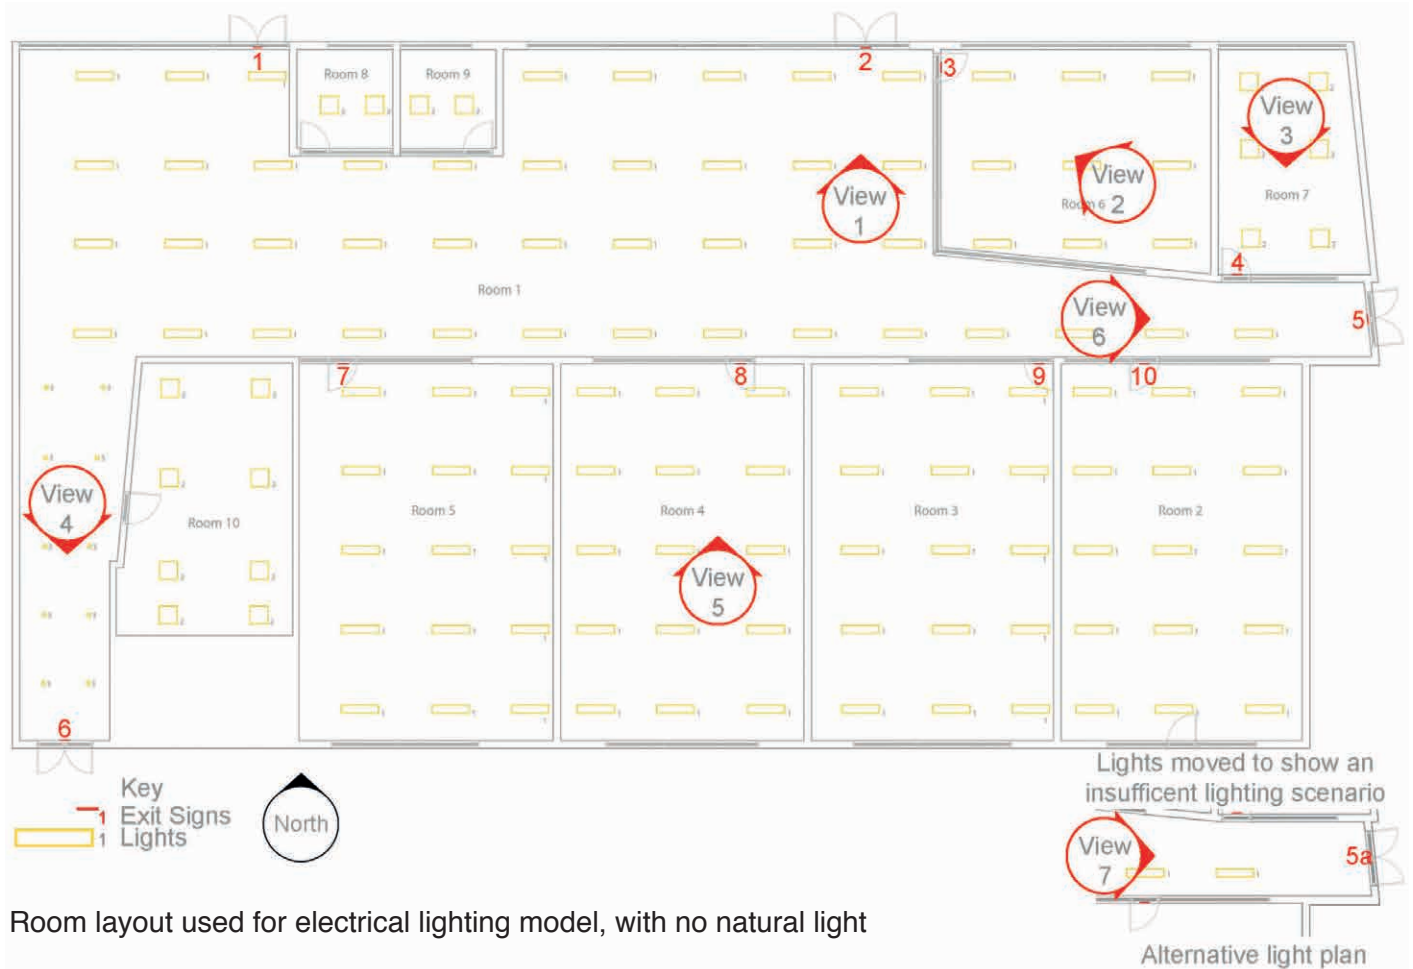 1
2
3
Room 8
Room 9
View
3
View
1
View
2
Room 6
Room 7
4
Room 1
View
6
5
7
8
9
10
View
4
Room 10
Room 5
Room 4
Room 3
Room 2
View
5
6
Key
1 Exit Signs
1 Lights
North
Lights moved to show an
insufficent lighting scenario
View
7
5a
Room layout used for electrical lighting model, with no natural light
Alternative light plan